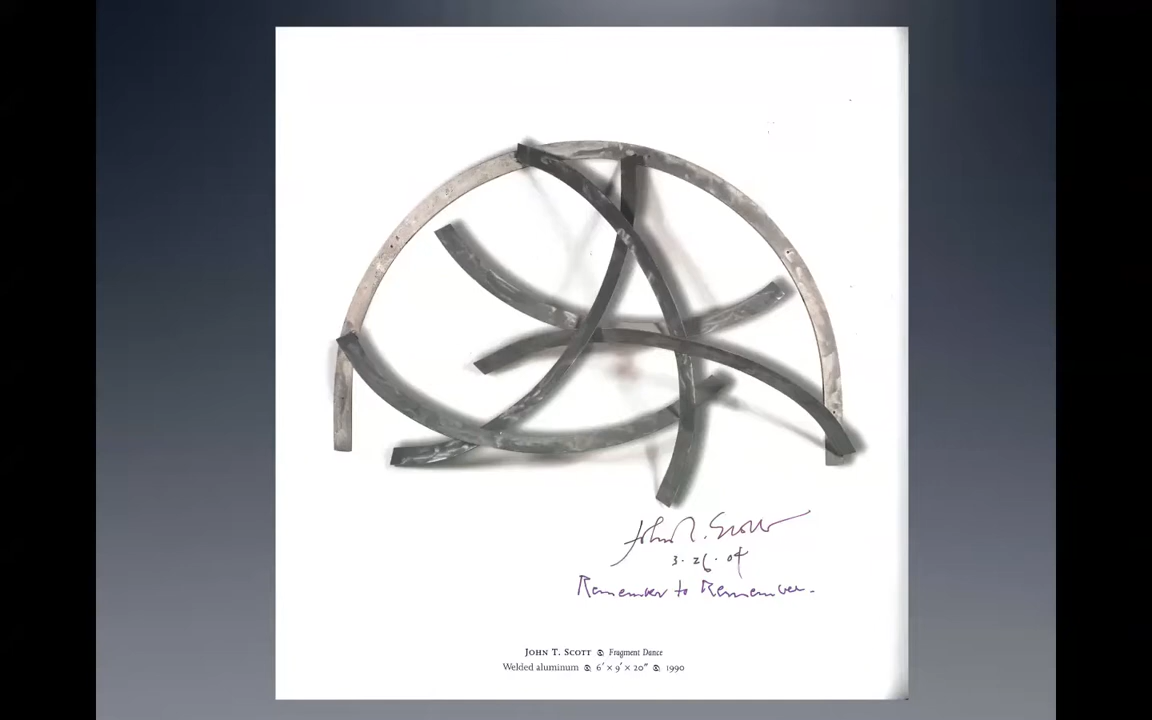 John T. Scott
3·26·04
Remember to Remember.
JOHN T. SCOTT Fragment Dance
Welded aluminum 6′ × 9′ × 20″ 1990